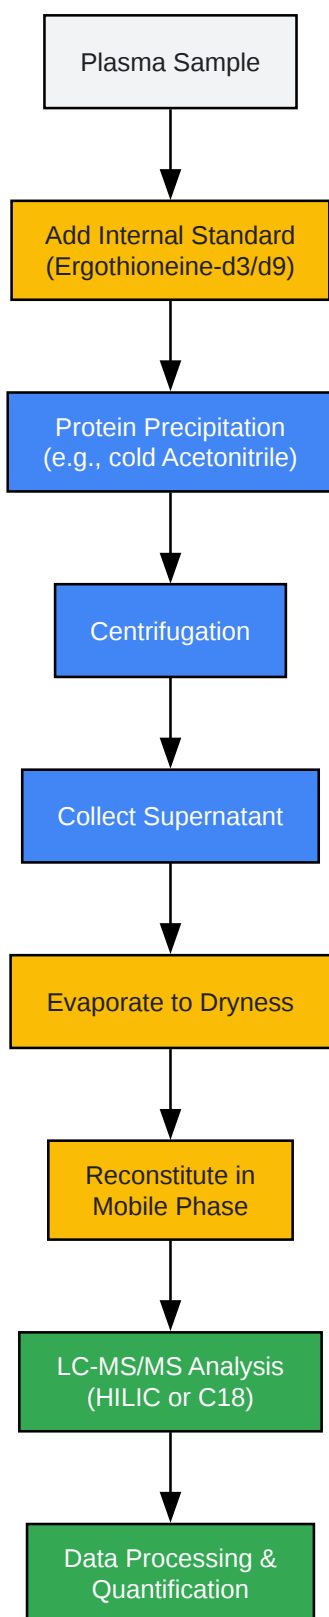 Plasma Sample
Add Internal Standard
(Ergothioneine-d3/d9)
Protein Precipitation
(e.g., cold Acetonitrile)
Centrifugation
Collect Supernatant
Evaporate to Dryness
Reconstitute in
Mobile Phase
LC-MS/MS Analysis
(HILIC or C18)
Data Processing &
Quantification